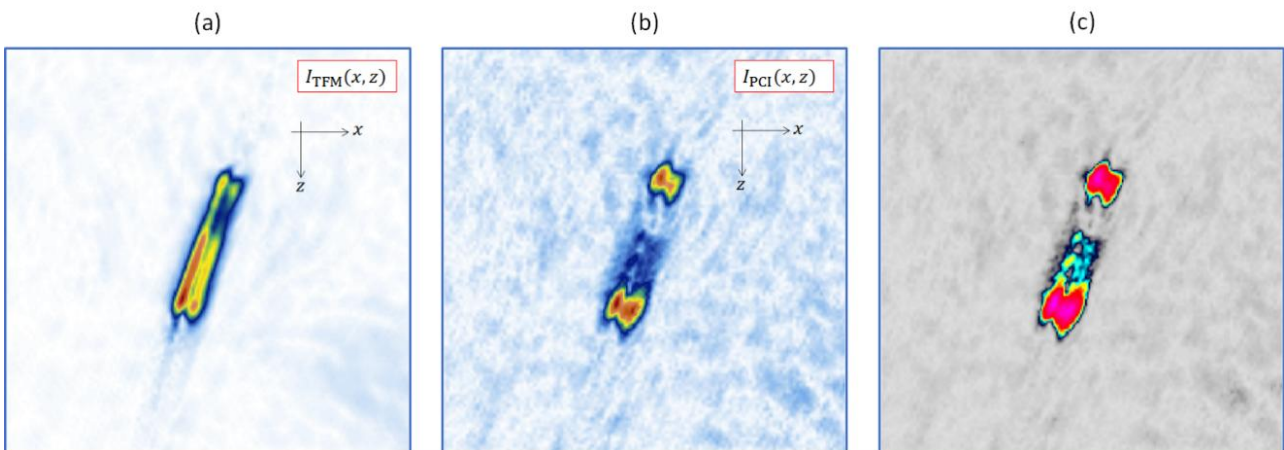 (a)
(b)
(c)
I_TFM(x, z)
x
z
I_PCI(x, z)
x
z